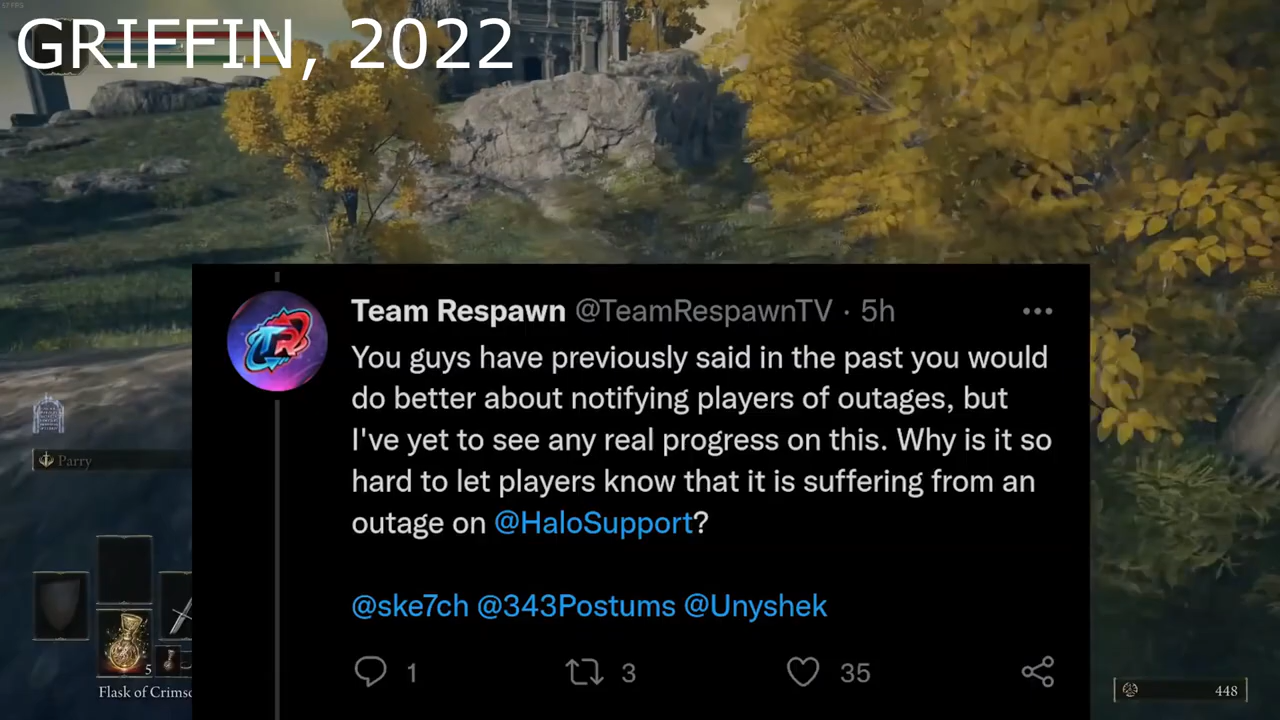 57 FPS
GRIFFIN, 2022
Team Respawn @TeamRespawnTV · 5h
You guys have previously said in the past you would
do better about notifying players of outages, but
I've yet to see any real progress on this. Why is it so
hard to let players know that it is suffering from an
outage on @HaloSupport?
@ske7ch @343Postums @Unyshek
1 3 35
Parry
5
Flask of Crimso
448